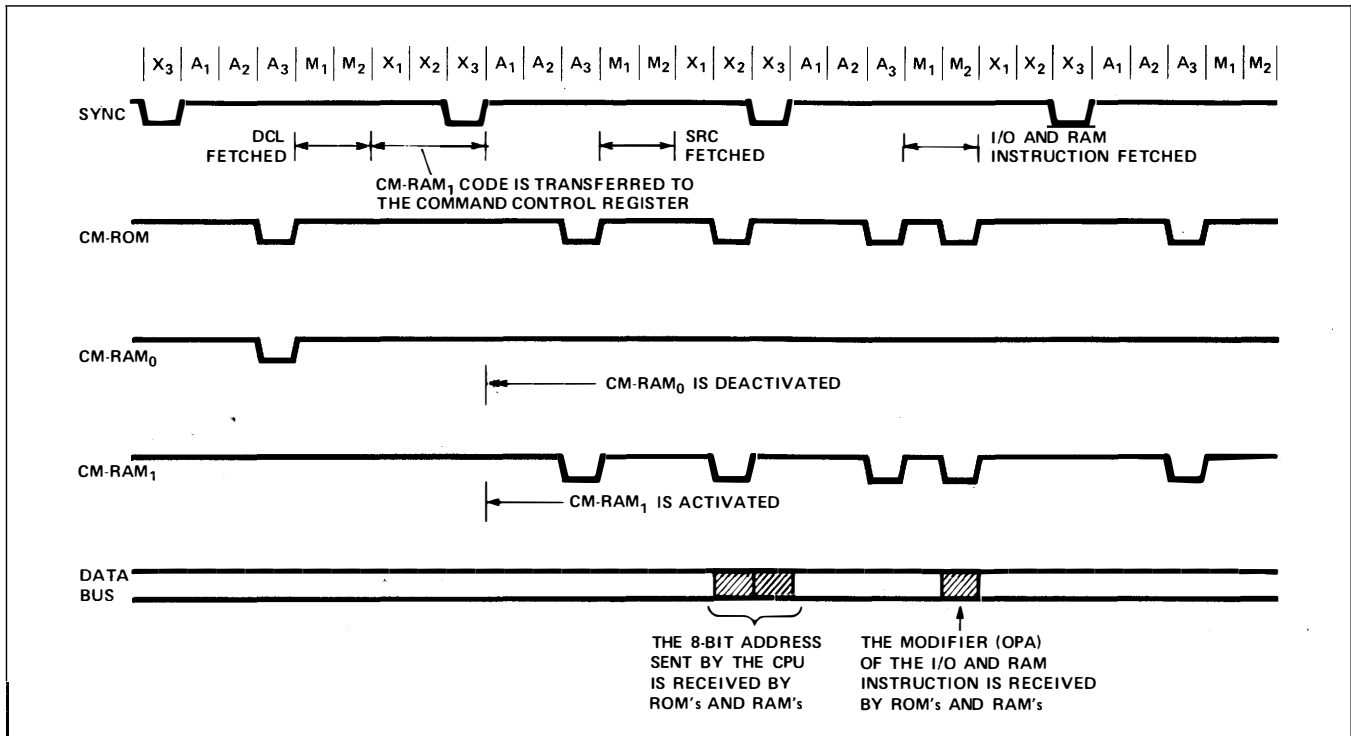 X3 A1 A2 A3 M1 M2 X1 X2 X3 A1 A2 A3 M1 M2 X1 X2 X3 A1 A2 A3 M1 M2 X1 X2 X3 A1 A2 A3 M1 M2
SYNC
DCL
FETCHED
SRC
FETCHED
I/O AND RAM
INSTRUCTION FETCHED
CM-RAM1 CODE IS TRANSFERRED TO
THE COMMAND CONTROL REGISTER
CM-ROM
CM-RAM0
CM-RAM0 IS DEACTIVATED
CM-RAM1
CM-RAM1 IS ACTIVATED
DATA
BUS
THE 8-BIT ADDRESS
SENT BY THE CPU
IS RECEIVED BY
ROM's AND RAM's
THE MODIFIER (OPA)
OF THE I/O AND RAM
INSTRUCTION IS RECEIVED
BY ROM's AND RAM's